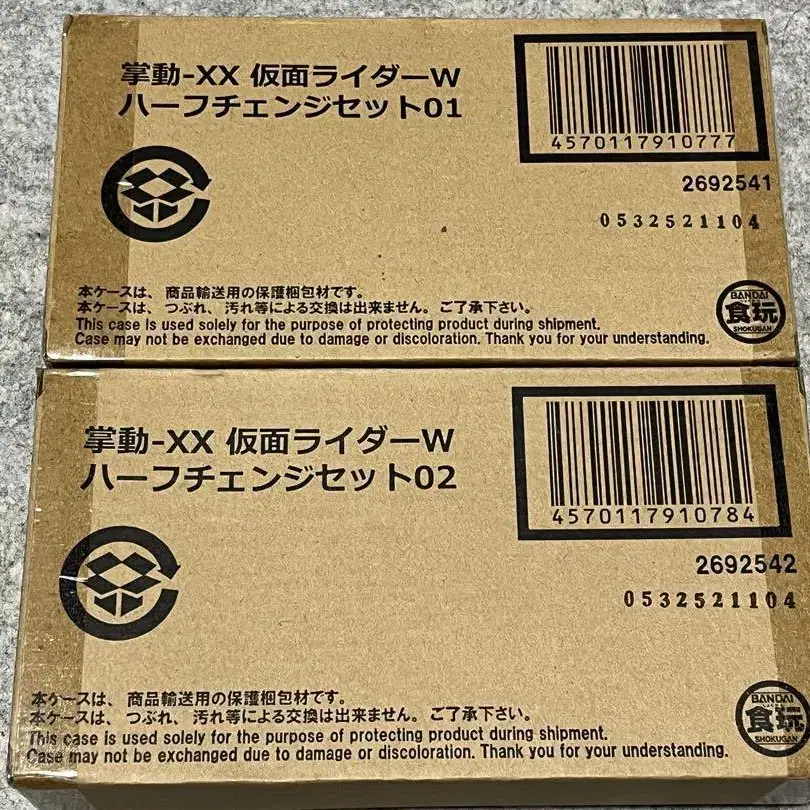 掌動-XX 仮面ライダーW
ハーフチェンジセット01
4570117910777
2692541
0532521104
本ケースは、商品輸送用の保護梱包材です。
本ケースは、つぶれ、汚れ等による交換は出来ません。ご了承下さい。
This case is used solely for the purpose of protecting product during shipment.
Case may not be exchanged due to damage or discoloration. Thank you for your understanding.
BANDAI
食玩
SHOKUGAN
掌動-XX 仮面ライダーW
ハーフチェンジセット02
4570117910784
2692542
0532521104
本ケースは、商品輸送用の保護梱包材です。
本ケースは、つぶれ、汚れ等による交換は出来ません。ご了承下さい。
This case is used solely for the purpose of protecting product during shipment.
Case may not be exchanged due to damage or discoloration. Thank you for your understanding.
BANDAI
食玩
SHOKUGAN